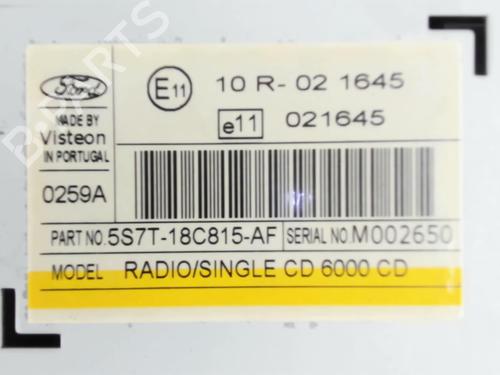 Ford
E11 10 R- 02 1645
MADE BY
Visteon
IN PORTUGAL
e11 021645
0259A
PART NO. 5S7T-18C815-AF SERIAL NO. M002650
MODEL RADIO/SINGLE CD 6000 CD
B-PARTS